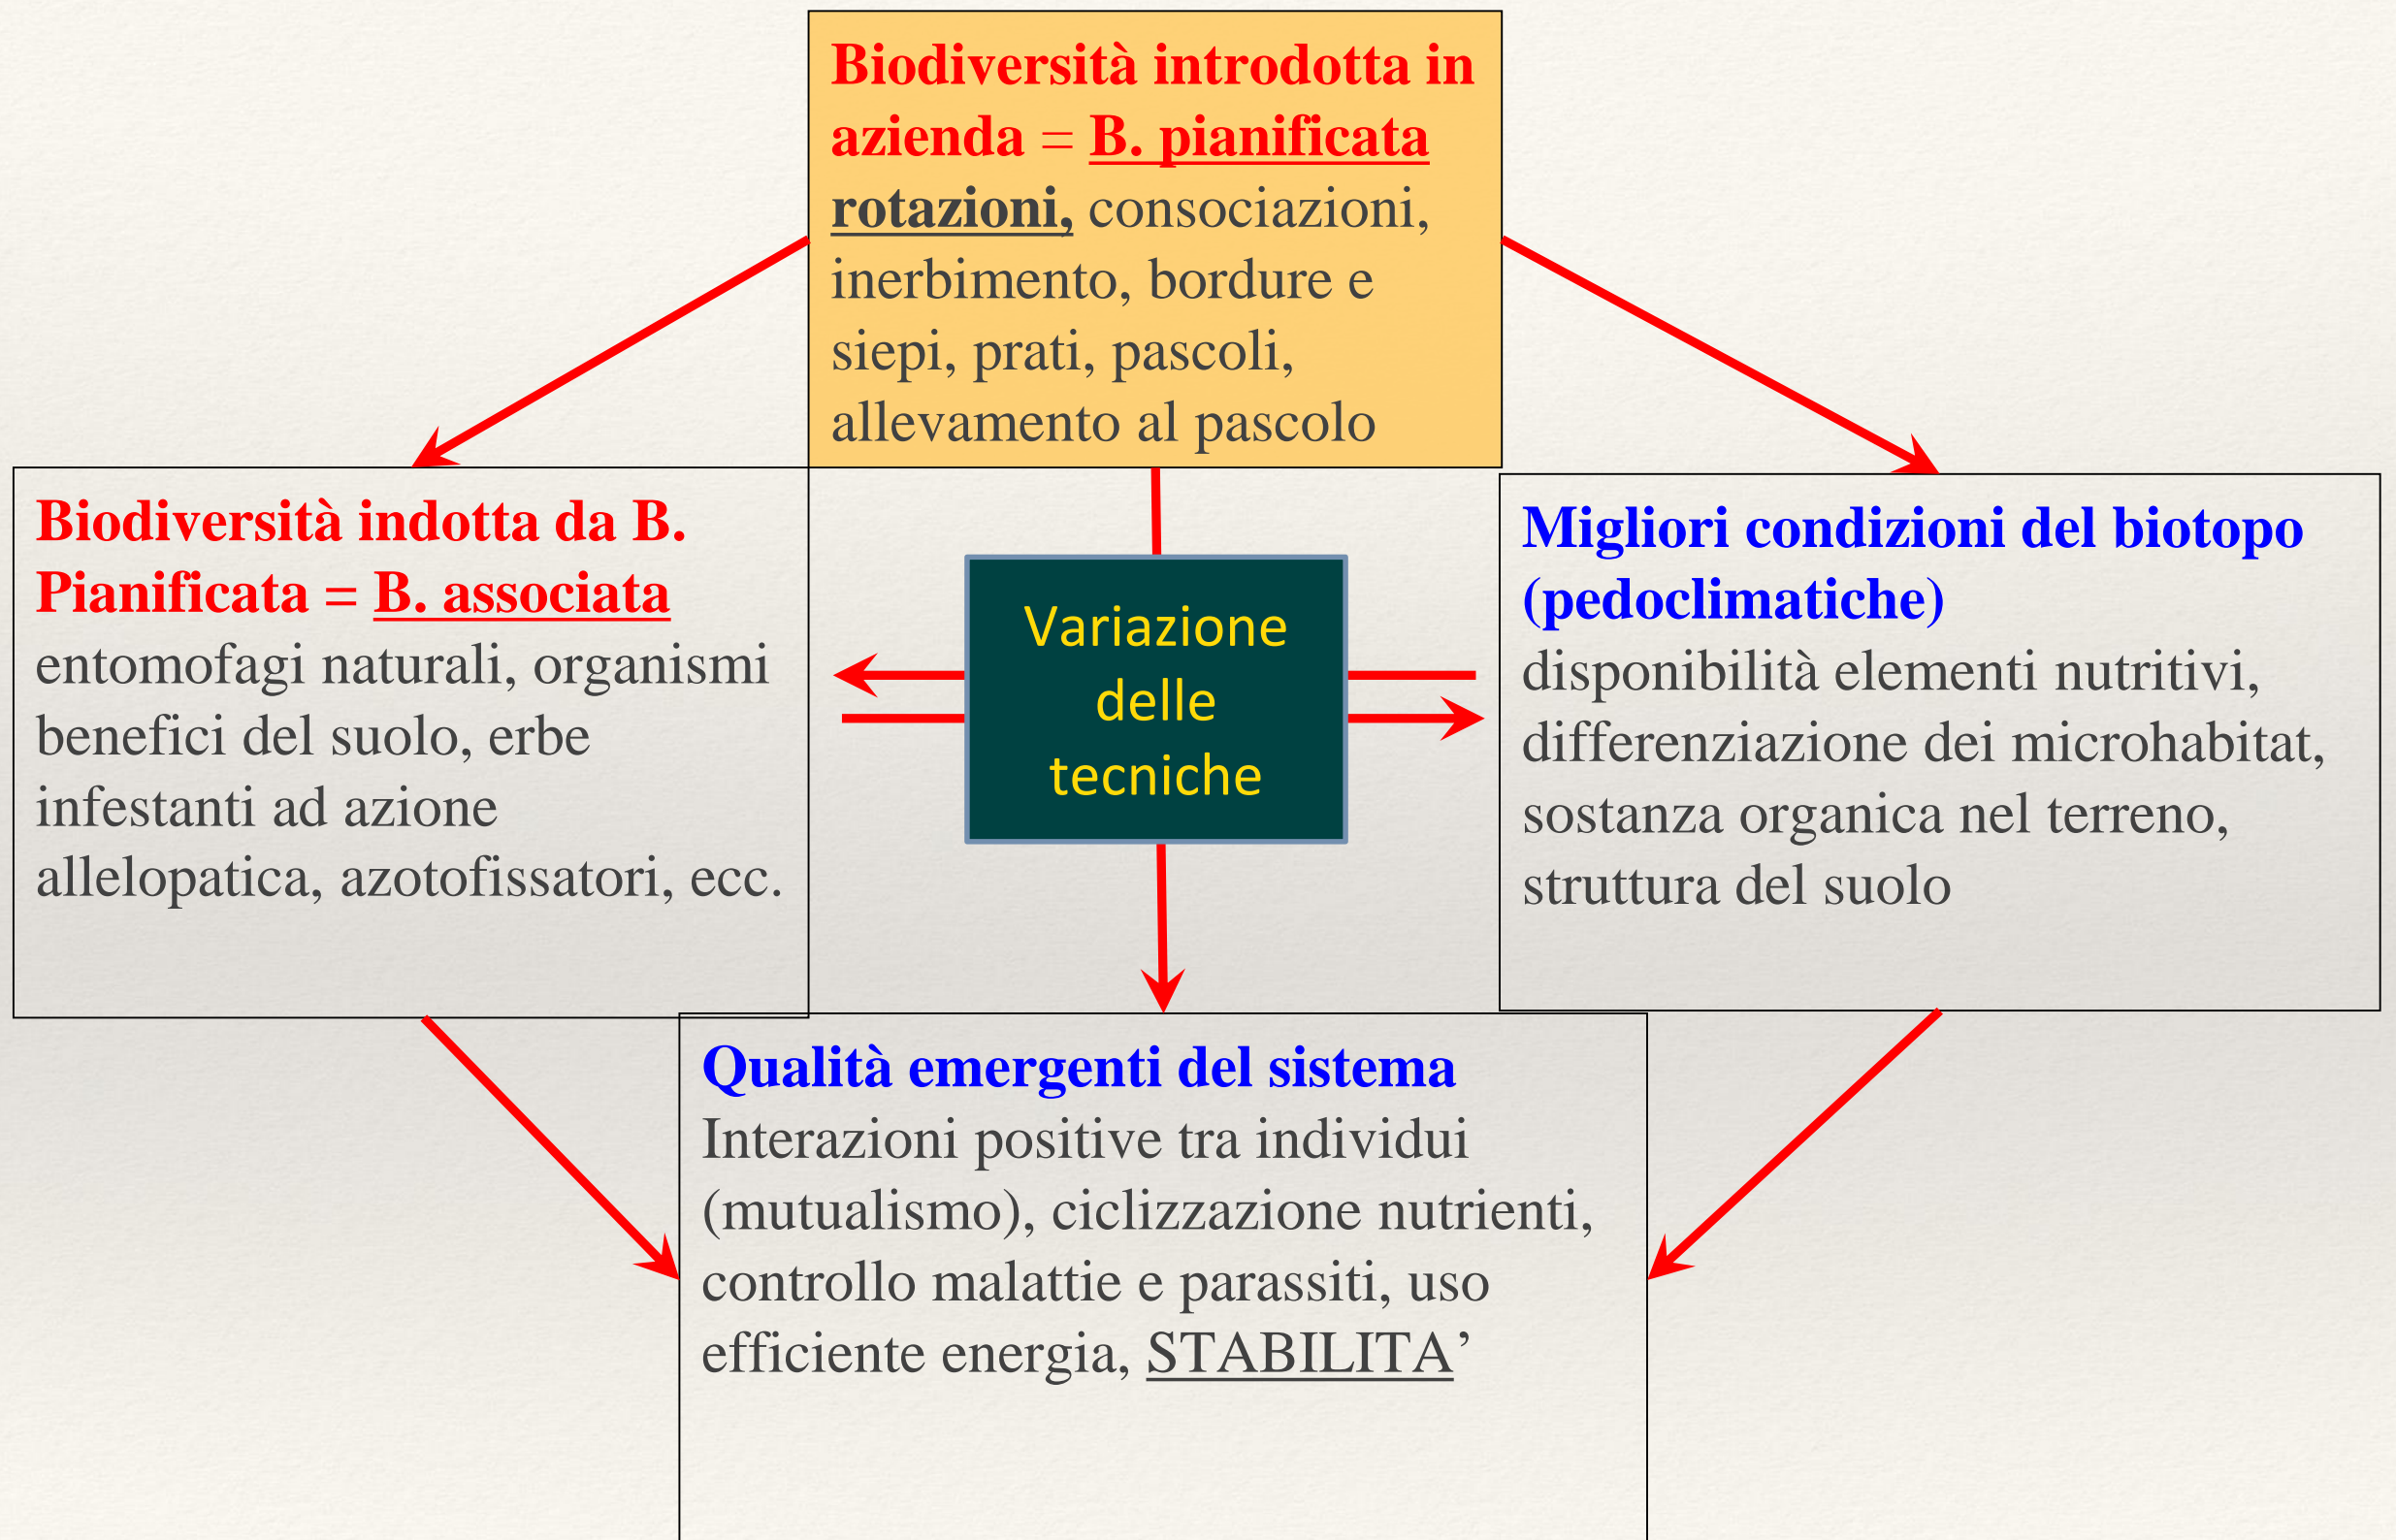 Biodiversità introdotta in
azienda = B. pianificata
rotazioni, consociazioni,
inerbimento, bordure e
siepi, prati, pascoli,
allevamento al pascolo
Biodiversità indotta da B.
Pianificata = B. associata
entomofagi naturali, organismi
benefici del suolo, erbe
infestanti ad azione
allelopatica, azotofissatori, ecc.
Variazione
delle
tecniche
Migliori condizioni del biotopo
(pedoclimatiche)
disponibilità elementi nutritivi,
differenziazione dei microhabitat,
sostanza organica nel terreno,
struttura del suolo
Qualità emergenti del sistema
Interazioni positive tra individui
(mutualismo), ciclizzazione nutrienti,
controllo malattie e parassiti, uso
efficiente energia, STABILITA’